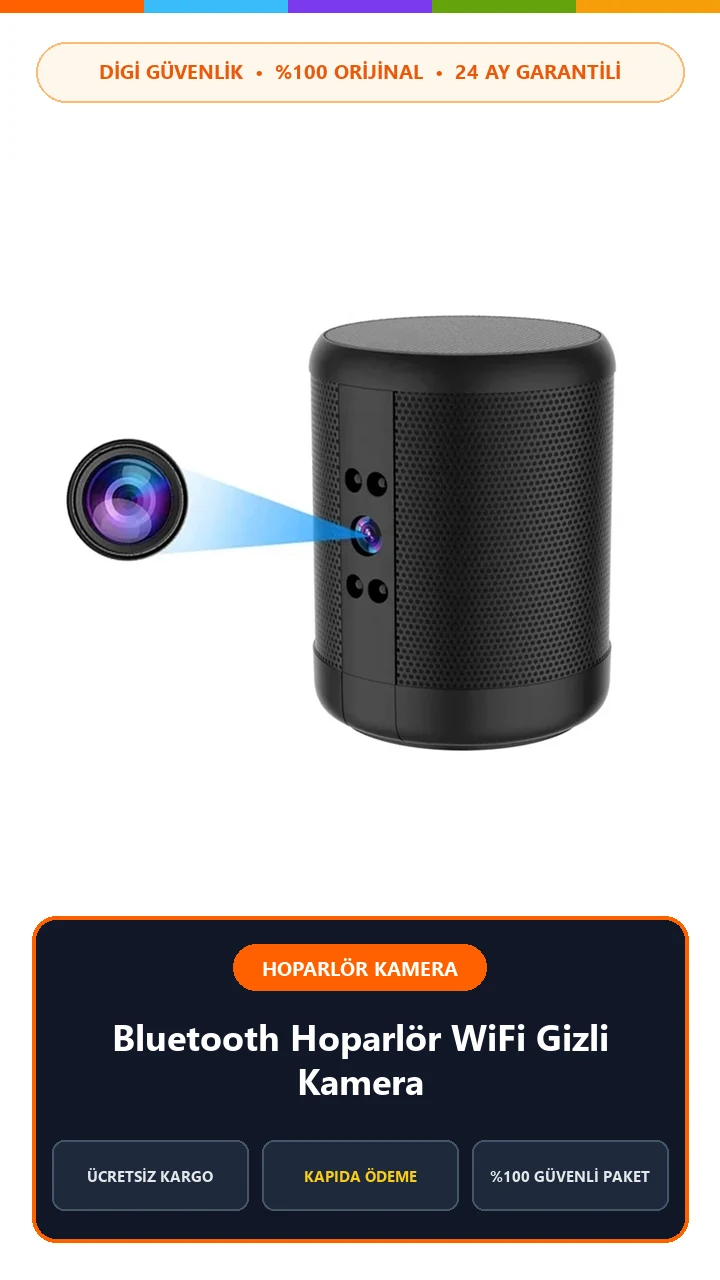 DİGİ GÜVENLİK • %100 ORİJİNAL • 24 AY GARANTİLİ
HOPARLÖR KAMERA
Bluetooth Hoparlör WiFi Gizli
Kamera
ÜCRETSİZ KARGO
KAPIDA ÖDEME
%100 GÜVENLİ PAKET